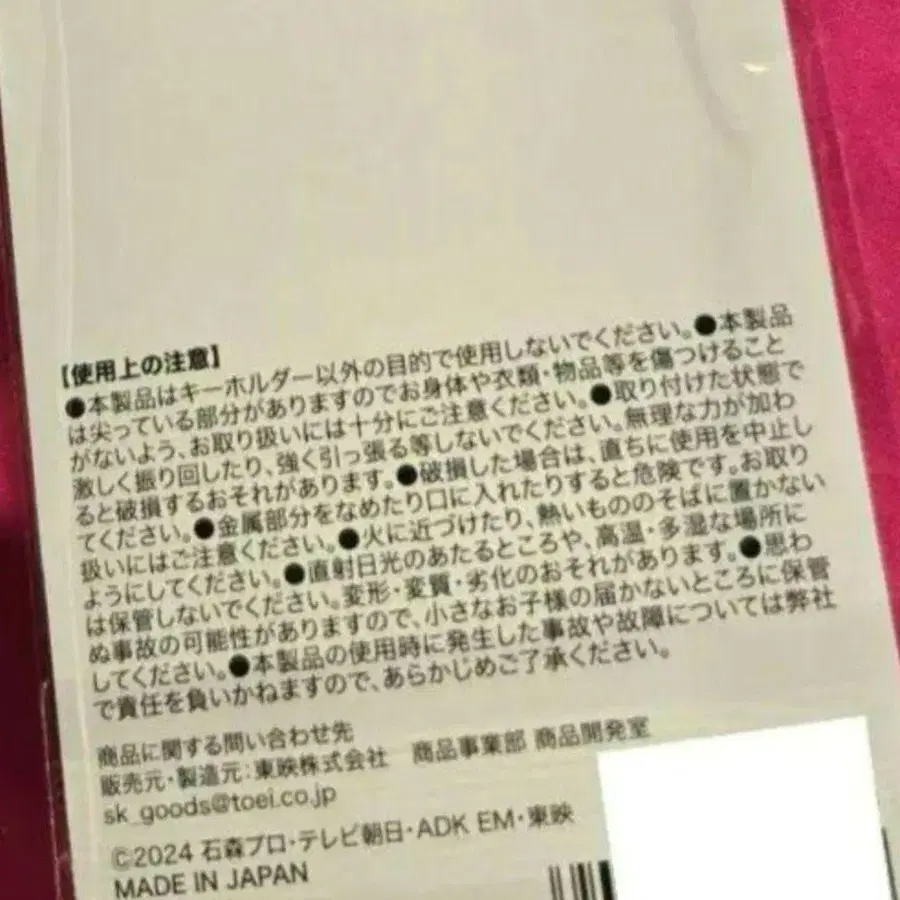 【使用上の注意】
●本製品はキーホルダー以外の目的で使用しないでください。●本製品
は尖っている部分がありますのでお身体や衣類・物品等を傷つけること
がないよう、お取り扱いには十分にご注意ください。●取り付けた状態で
激しく振り回したり、強く引っ張る等しないでください。無理な力が加わ
ると破損するおそれがあります。●破損した場合は、直ちに使用を中止し
てください。●金属部分をなめたり口に入れたりすると危険です。お取り
扱いにはご注意ください。●火に近づけたり、熱いもののそばに置かない
ようにしてください。●直射日光のあたるところや、高温・多湿な場所に
は保管しないでください。変形・変質・劣化のおそれがあります。●思わ
ぬ事故の可能性がありますので、小さなお子様の届かないところに保管
してください。●本製品の使用時に発生した事故や故障については弊社
で責任を負いかねますので、あらかじめご了承ください。
商品に関する問い合わせ先
販売元・製造元：東映株式会社 商品事業部 商品開発室
sk_goods@toei.co.jp
©2024 石森プロ・テレビ朝日・ADK EM・東映
MADE IN JAPAN